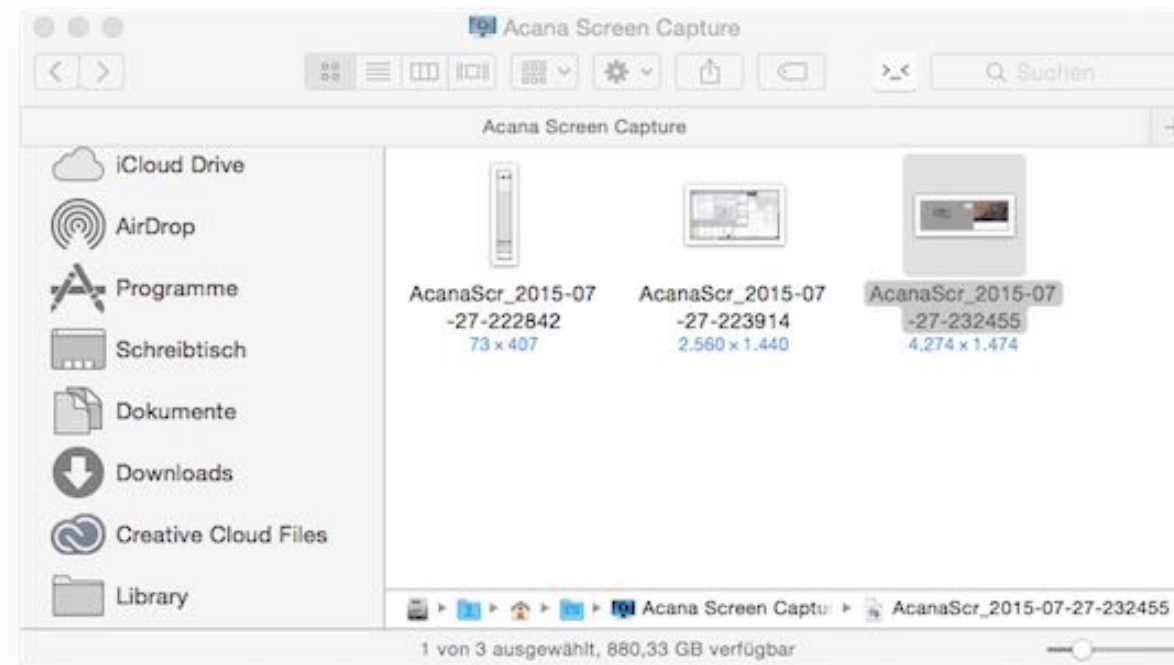 Acana Screen Capture
>_<
Suchen
Acana Screen Capture
iCloud Drive
AirDrop
Programme
Schreibtisch
Dokumente
Downloads
Creative Cloud Files
Library
AcanaScr_2015-07
-27-222842
73 × 407
AcanaScr_2015-07
-27-223914
2.560 × 1.440
AcanaScr_2015-07
-27-232455
4.274 × 1.474
Acana Screen Captu
AcanaScr_2015-07-27-232455
1 von 3 ausgewählt, 880,33 GB verfügbar